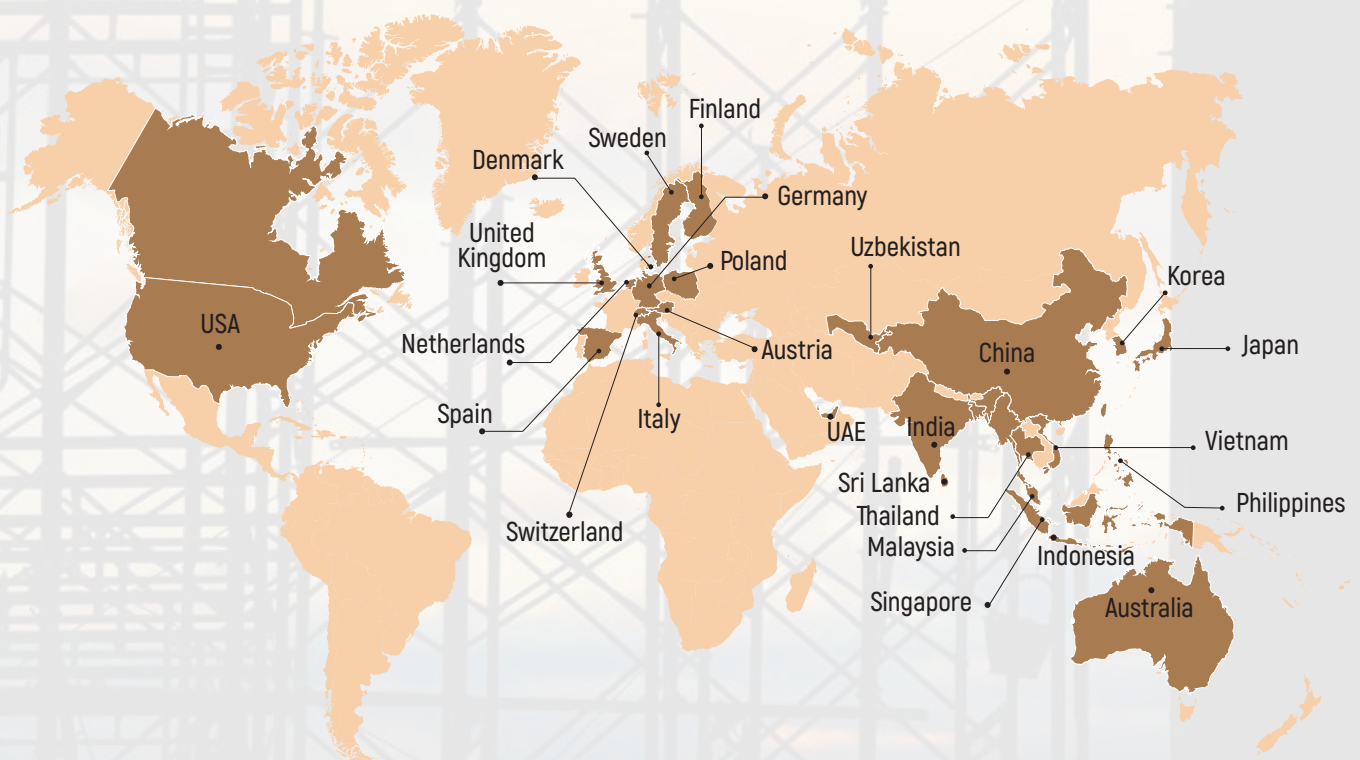 Finland
Sweden
Denmark
Germany
United
Kingdom
Uzbekistan
Poland
Korea
USA
Netherlands
Austria
China
Japan
Spain
Italy
UAE
India
Vietnam
Sri Lanka
Philippines
Thailand
Switzerland
Malaysia
Indonesia
Singapore
Australia